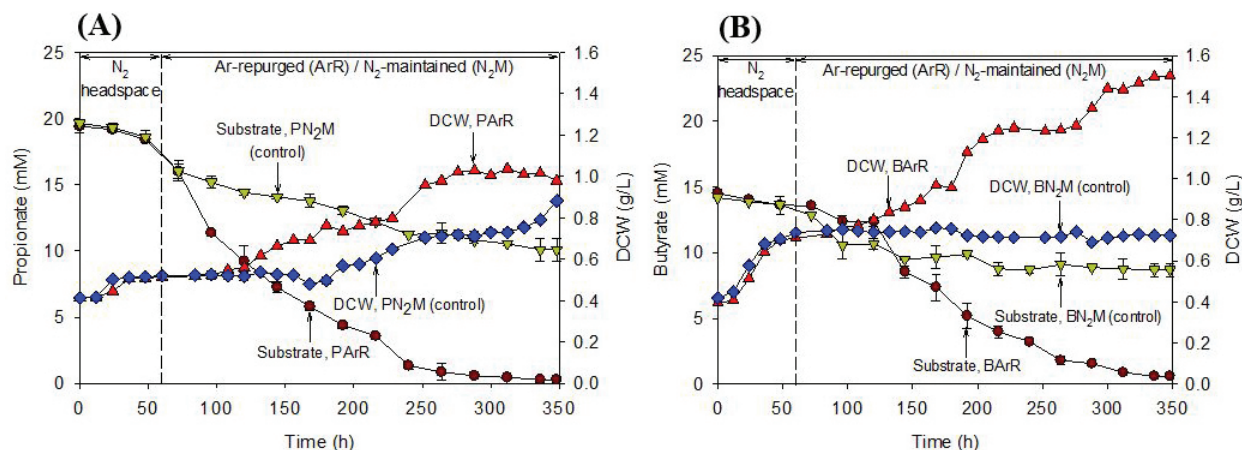 (A)
25
20
15
10
5
0
Propionate (mM)
N₂
headspace
Ar-repurged (ArR) / N₂-maintained (N₂M)
Substrate, PN₂M
(control)
DCW, PArR
DCW, PN₂M (control)
Substrate, PArR
1.6
1.4
1.2
1.0
0.8
0.6
0.4
0.2
0.0
DCW (g/L)
0 50 100 150 200 250 300 350
Time (h)
(B)
25
20
15
10
5
0
Butyrate (mM)
N₂
headspace
Ar-repurged (ArR) / N₂-maintained (N₂M)
DCW, BArR
DCW, BN₂M (control)
Substrate, BN₂M (control)
Substrate, BArR
1.6
1.4
1.2
1.0
0.8
0.6
0.4
0.2
0.0
DCW (g/L)
0 50 100 150 200 250 300 350
Time (h)